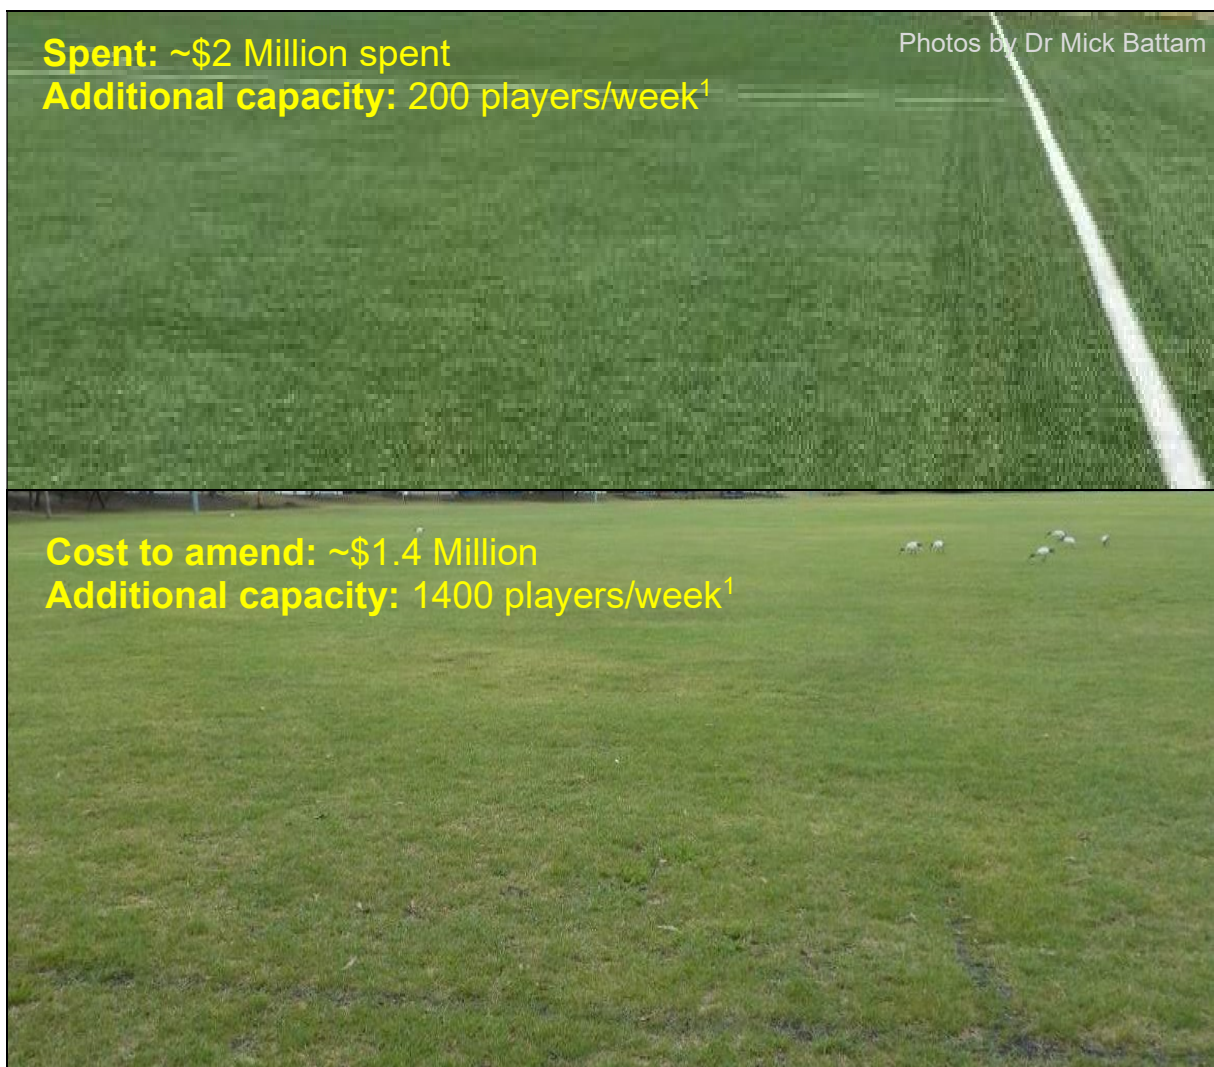 Spent: ~$2 Million spent
Photos by Dr Mick Battam
Additional capacity: 200 players/week¹
Cost to amend: ~$1.4 Million
Additional capacity: 1400 players/week¹